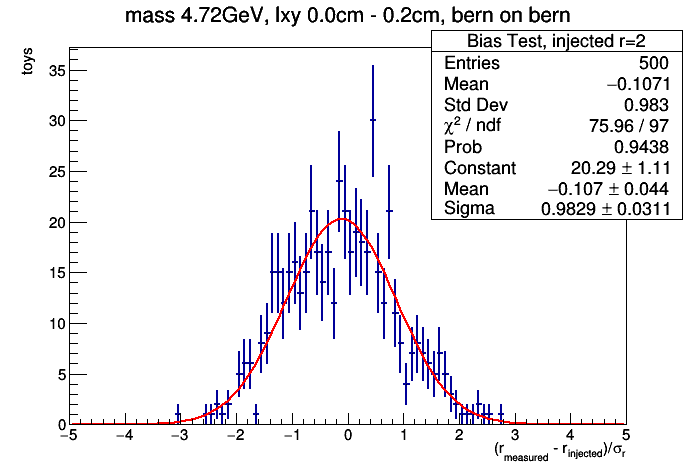 mass 4.72GeV, lxy 0.0cm - 0.2cm, bern on bern
toys
Bias Test, injected r=2
Entries 500
Mean −0.1071
Std Dev 0.983
χ² / ndf 75.96 / 97
Prob 0.9438
Constant 20.29 ± 1.11
Mean −0.107 ± 0.044
Sigma 0.9829 ± 0.0311
35
30
25
20
15
10
5
0
−5 −4 −3 −2 −1 0 1 2 3 4 5
(r_measured - r_injected)/σ_r